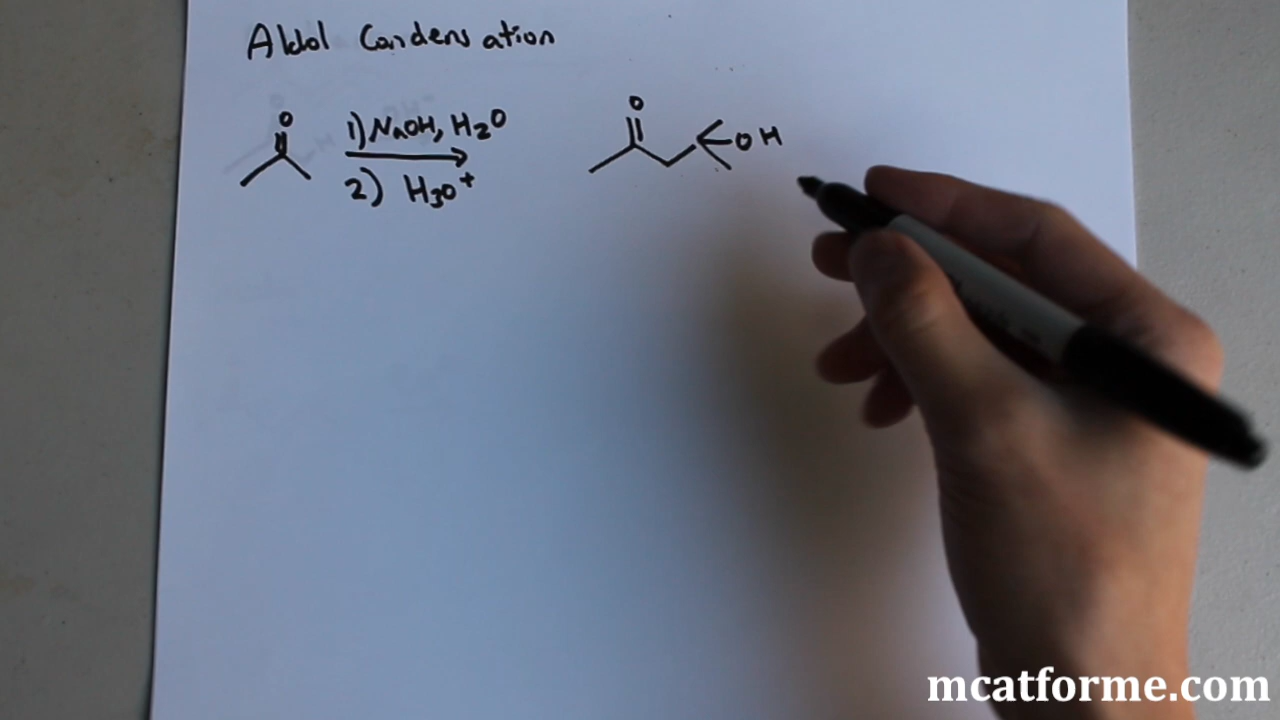 Aldol Condensation
O
1) NaOH, H2O
2) H3O+
O
OH
mcatforme.com